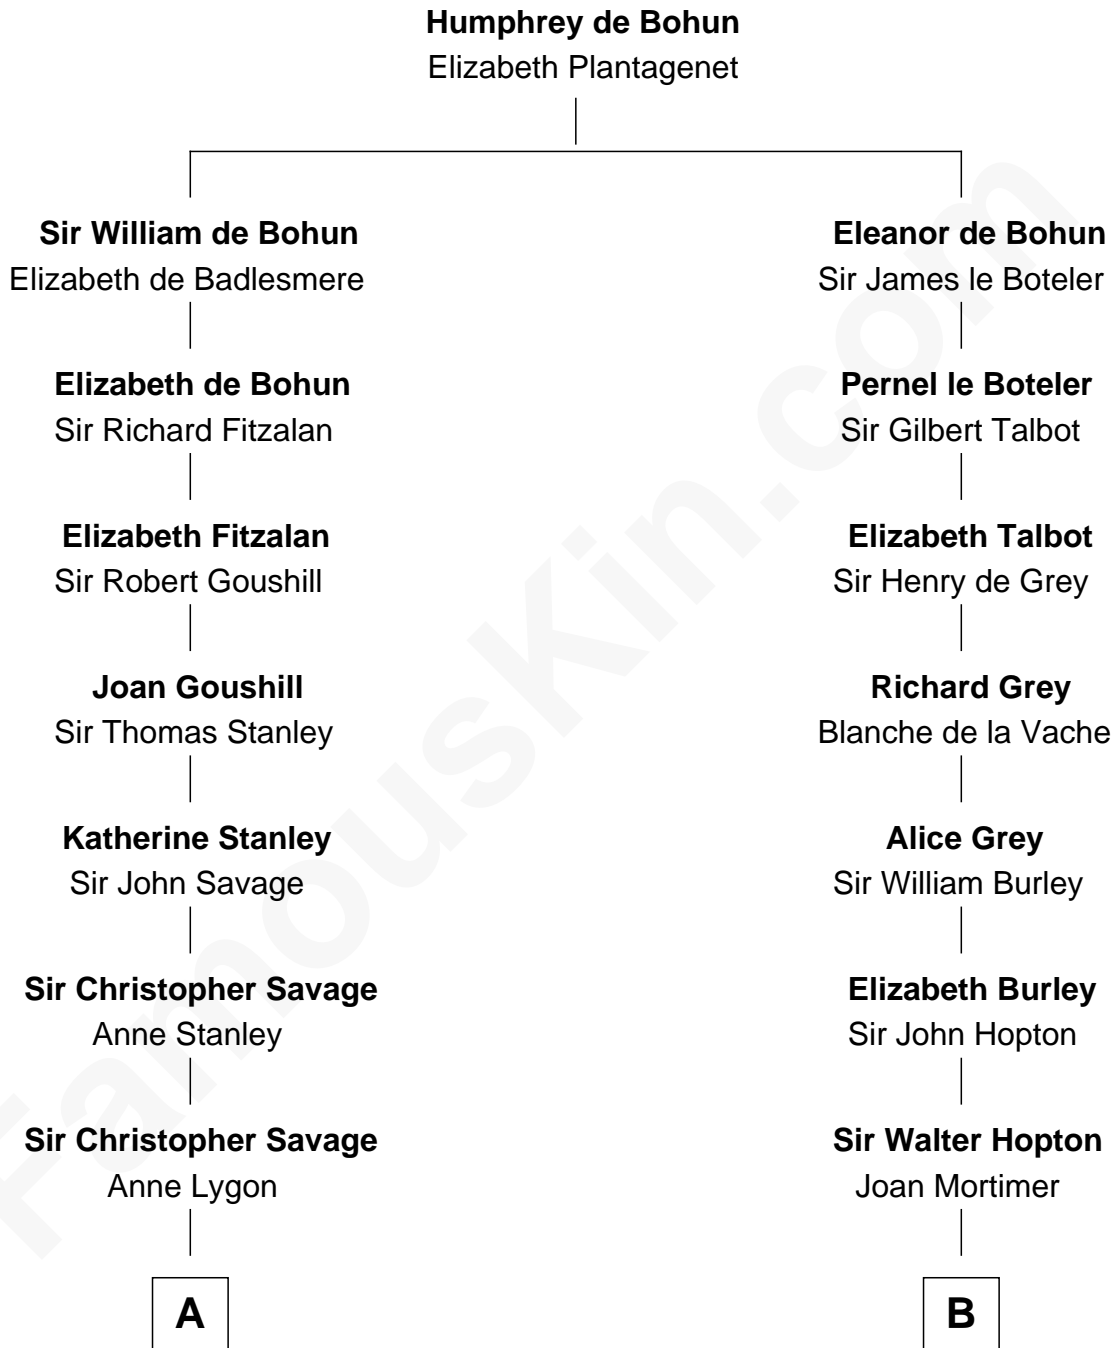 Humphrey de Bohun
Elizabeth Plantagenet
Sir William de Bohun
Elizabeth de Badlesmere
Eleanor de Bohun
Sir James le Boteler
Elizabeth de Bohun
Sir Richard Fitzalan
Pernel le Boteler
Sir Gilbert Talbot
Elizabeth Fitzalan
Sir Robert Goushill
Elizabeth Talbot
Sir Henry de Grey
Joan Goushill
Sir Thomas Stanley
Richard Grey
Blanche de la Vache
Katherine Stanley
Sir John Savage
Alice Grey
Sir William Burley
Sir Christopher Savage
Anne Stanley
Elizabeth Burley
Sir John Hopton
Sir Christopher Savage
Anne Lygon
Sir Walter Hopton
Joan Mortimer
A
B
FamousKin.com